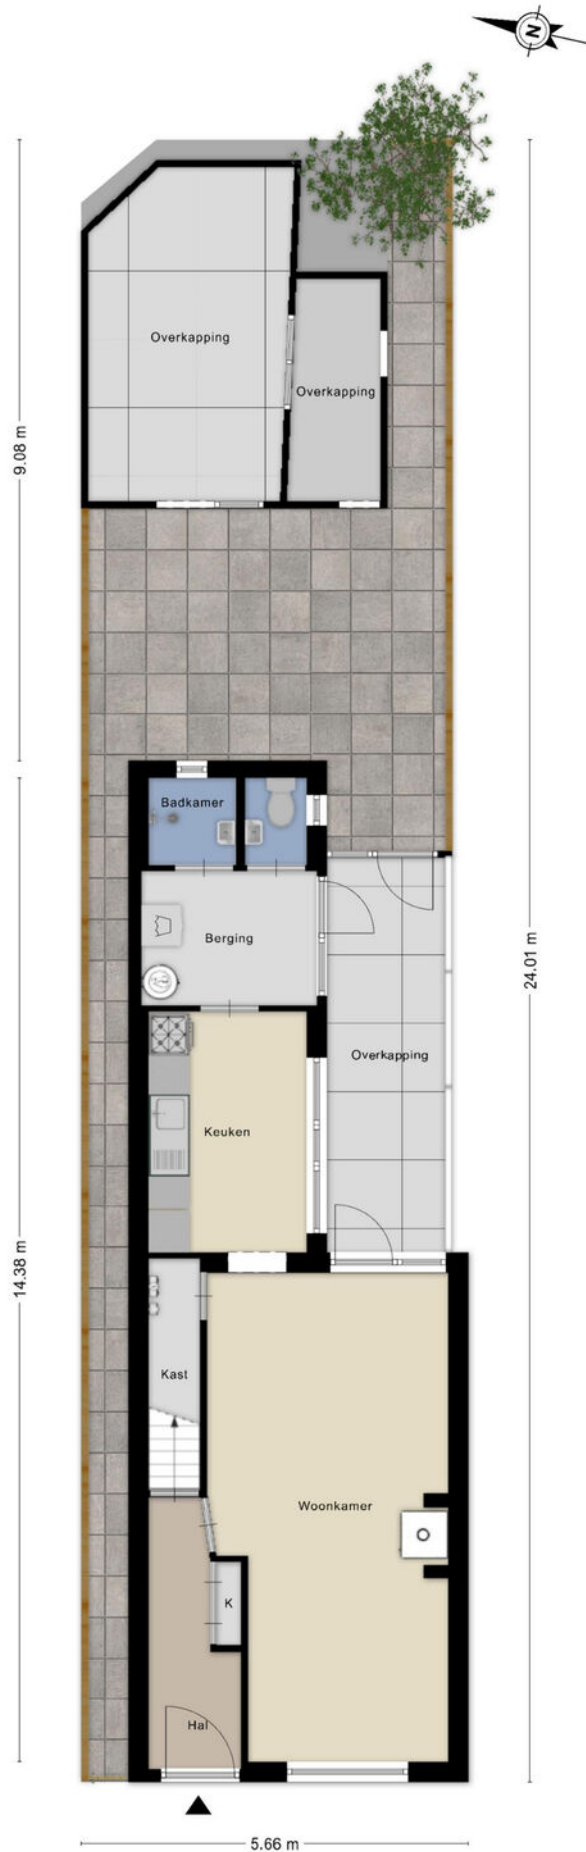 N
Overkapping
Overkapping
9.08 m
Badkamer
Berging
24.01 m
Overkapping
Keuken
14.38 m
Kast
Woonkamer
K
Hal
5.66 m